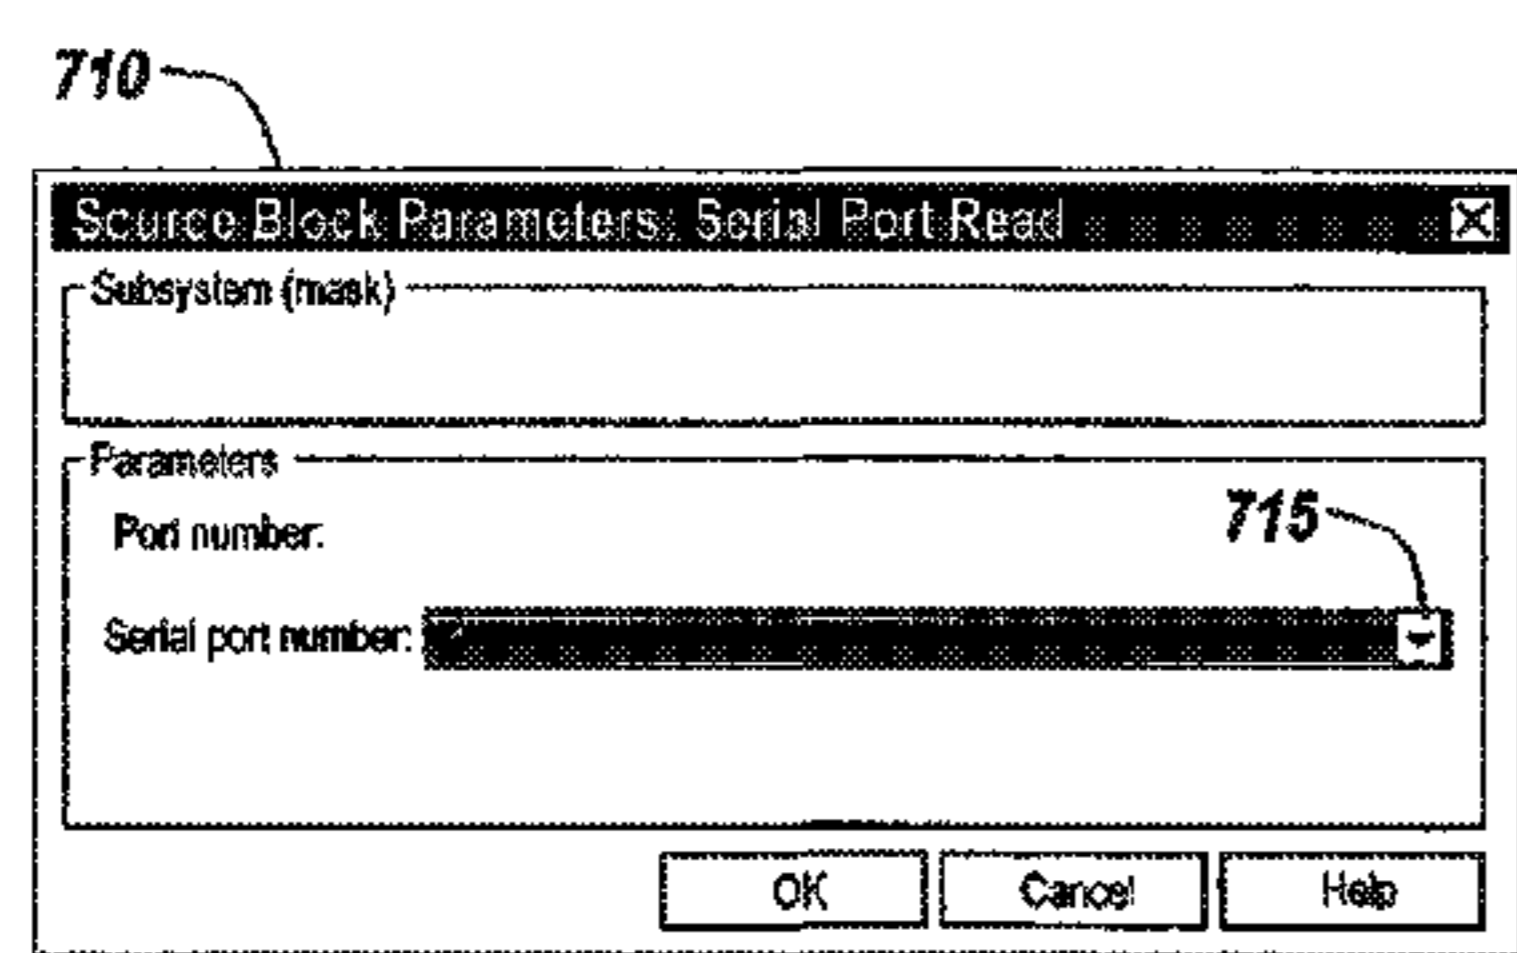 710
Source Block Parameters: Serial Port Read
Subsystem (mask)
Parameters
Port number:
715
Serial port number:
OK
Cancel
Help